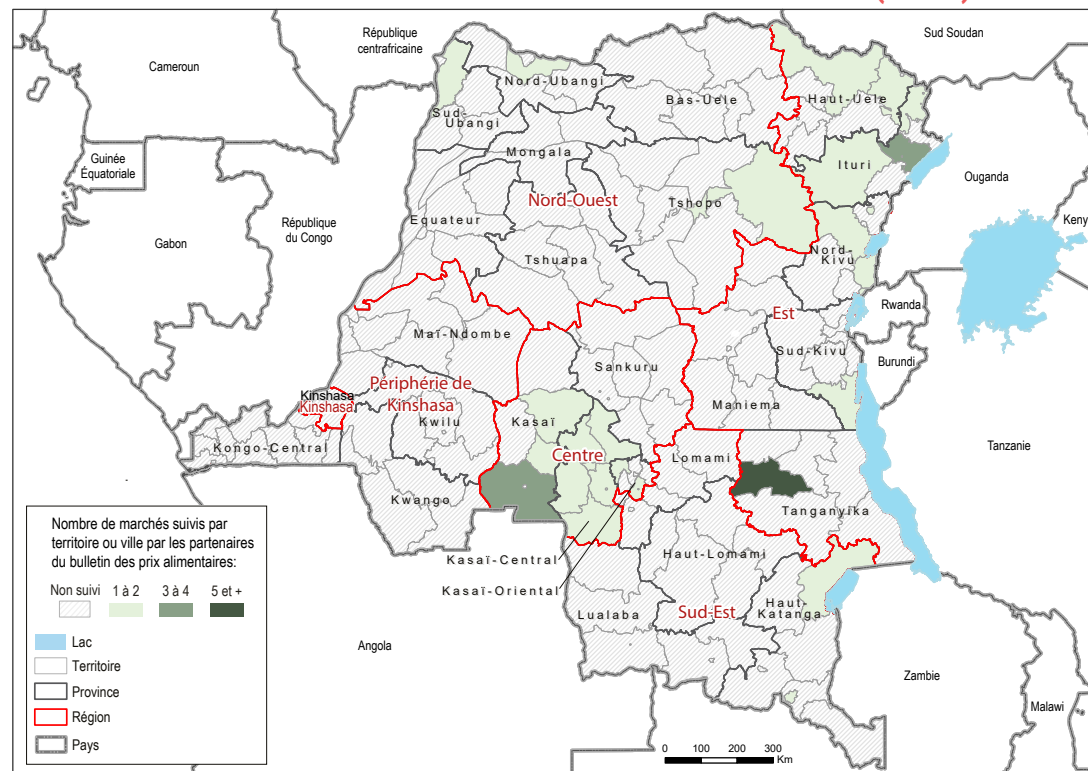 République
centrafricaine
Sud Soudan
Cameroun
Nord-Ubangi
Bas-Uele
Haut-Uele
Sud-
Ubangi
Mongala
Ituri
Guinée
Équatoriale
Ouganda
Nord-Ouest
Tshopo
Equateur
République
du Congo
Keny
Gabon
Nord-
Kivu
Tshuapa
Rwanda
Est
Maï-Ndombe
Sud-Kivu
Burundi
Sankuru
Périphérie de
Kinshasa
Kinshasa
Kinshasa
Maniema
Kwilu
Kasaï
Kongo-Central
Centre
Lomami
Tanzanie
Kwango
Tanganyika
Nombre de marchés suivis par
territoire ou ville par les partenaires
du bulletin des prix alimentaires:
Non suivi 1 à 2 3 à 4 5 et +
Lac
Territoire
Province
Région
Pays
Kasaï-Central
Haut-Lomami
Kasaï-Oriental
Lualaba
Sud-Est
Haut-
Katanga
Angola
Zambie
Malawi
0 100 200 300
Km